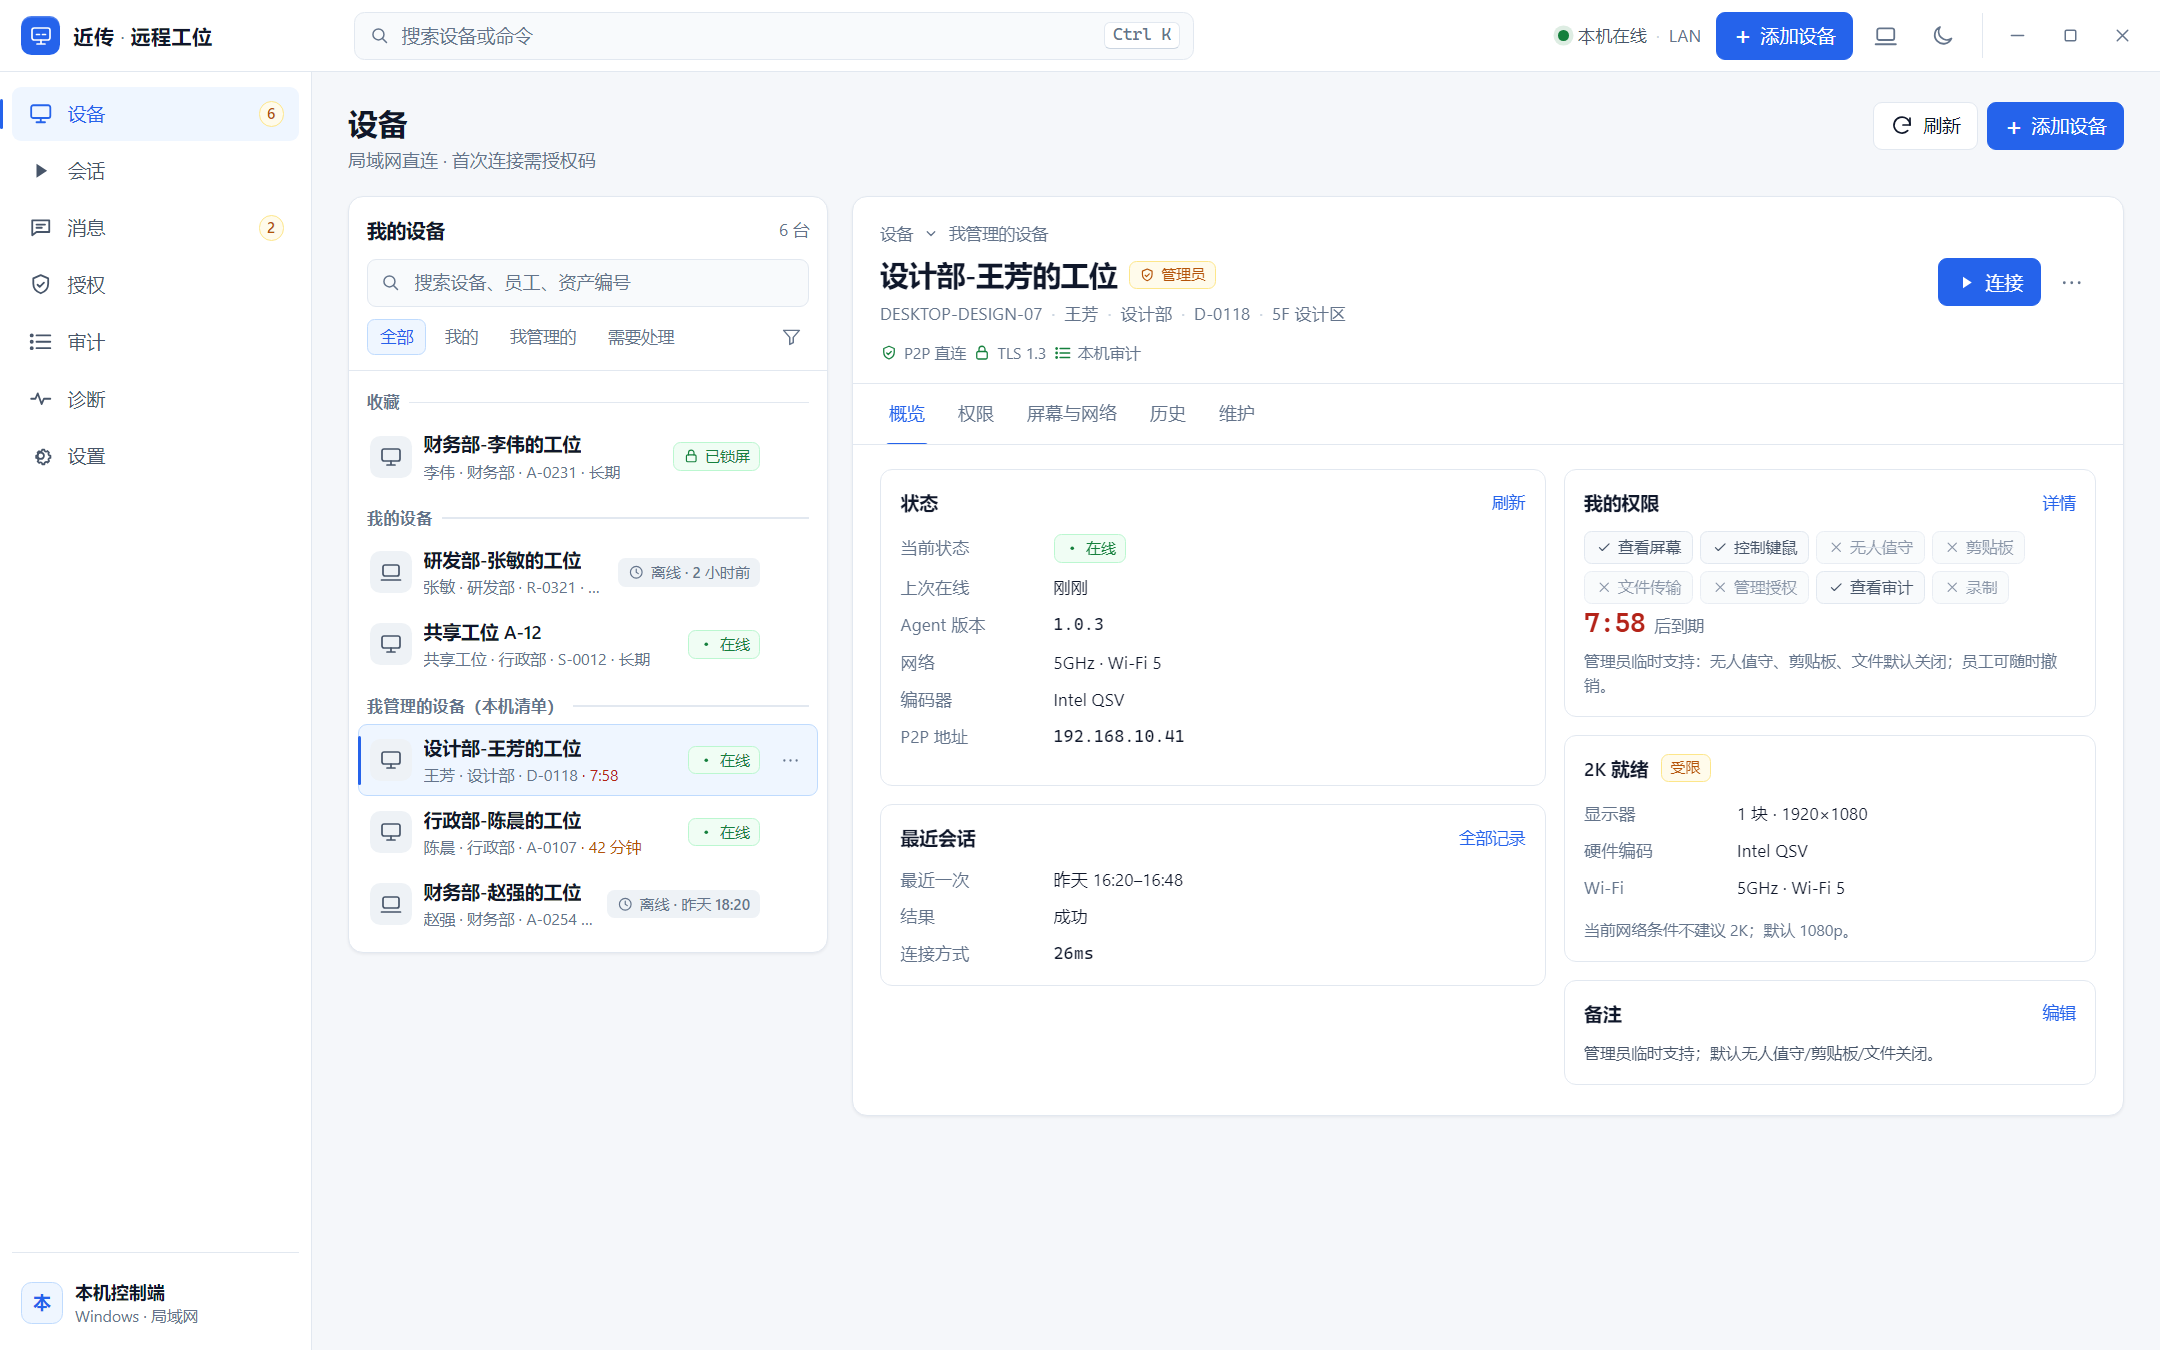 近传 · 远程工位
搜索设备或命令
Ctrl K
本机在线 · LAN
+ 添加设备
设备
6
会话
消息
2
授权
审计
诊断
设置
本
本机控制端
Windows · 局域网
设备
局域网直连 · 首次连接需授权码
刷新
+ 添加设备
我的设备
6 台
搜索设备、员工、资产编号
全部
我的
我管理的
需要处理
收藏
财务部-李伟的工位
李伟 · 财务部 · A-0231 · 长期
已锁屏
我的设备
研发部-张敏的工位
张敏 · 研发部 · R-0321 · ...
离线 · 2 小时前
共享工位 A-12
共享工位 · 行政部 · S-0012 · 长期
• 在线
我管理的设备（本机清单）
设计部-王芳的工位
王芳 · 设计部 · D-0118 · 7:58
• 在线
···
行政部-陈晨的工位
陈晨 · 行政部 · A-0107 · 42 分钟
• 在线
财务部-赵强的工位
赵强 · 财务部 · A-0254 ...
离线 · 昨天 18:20
设备
我管理的设备
设计部-王芳的工位
管理员
DESKTOP-DESIGN-07 · 王芳 · 设计部 · D-0118 · 5F 设计区
P2P 直连
TLS 1.3
本机审计
连接
···
概览
权限
屏幕与网络
历史
维护
状态
刷新
当前状态
• 在线
上次在线
刚刚
Agent 版本
1.0.3
网络
5GHz · Wi-Fi 5
编码器
Intel QSV
P2P 地址
192.168.10.41
最近会话
全部记录
最近一次
昨天 16:20–16:48
结果
成功
连接方式
26ms
我的权限
详情
查看屏幕
控制键鼠
无人值守
剪贴板
文件传输
管理授权
查看审计
录制
7:58 后到期
管理员临时支持：无人值守、剪贴板、文件默认关闭；员工可随时撤
销。
2K 就绪
受限
显示器
1 块 · 1920×1080
硬件编码
Intel QSV
Wi-Fi
5GHz · Wi-Fi 5
当前网络条件不建议 2K；默认 1080p。
备注
编辑
管理员临时支持；默认无人值守/剪贴板/文件关闭。